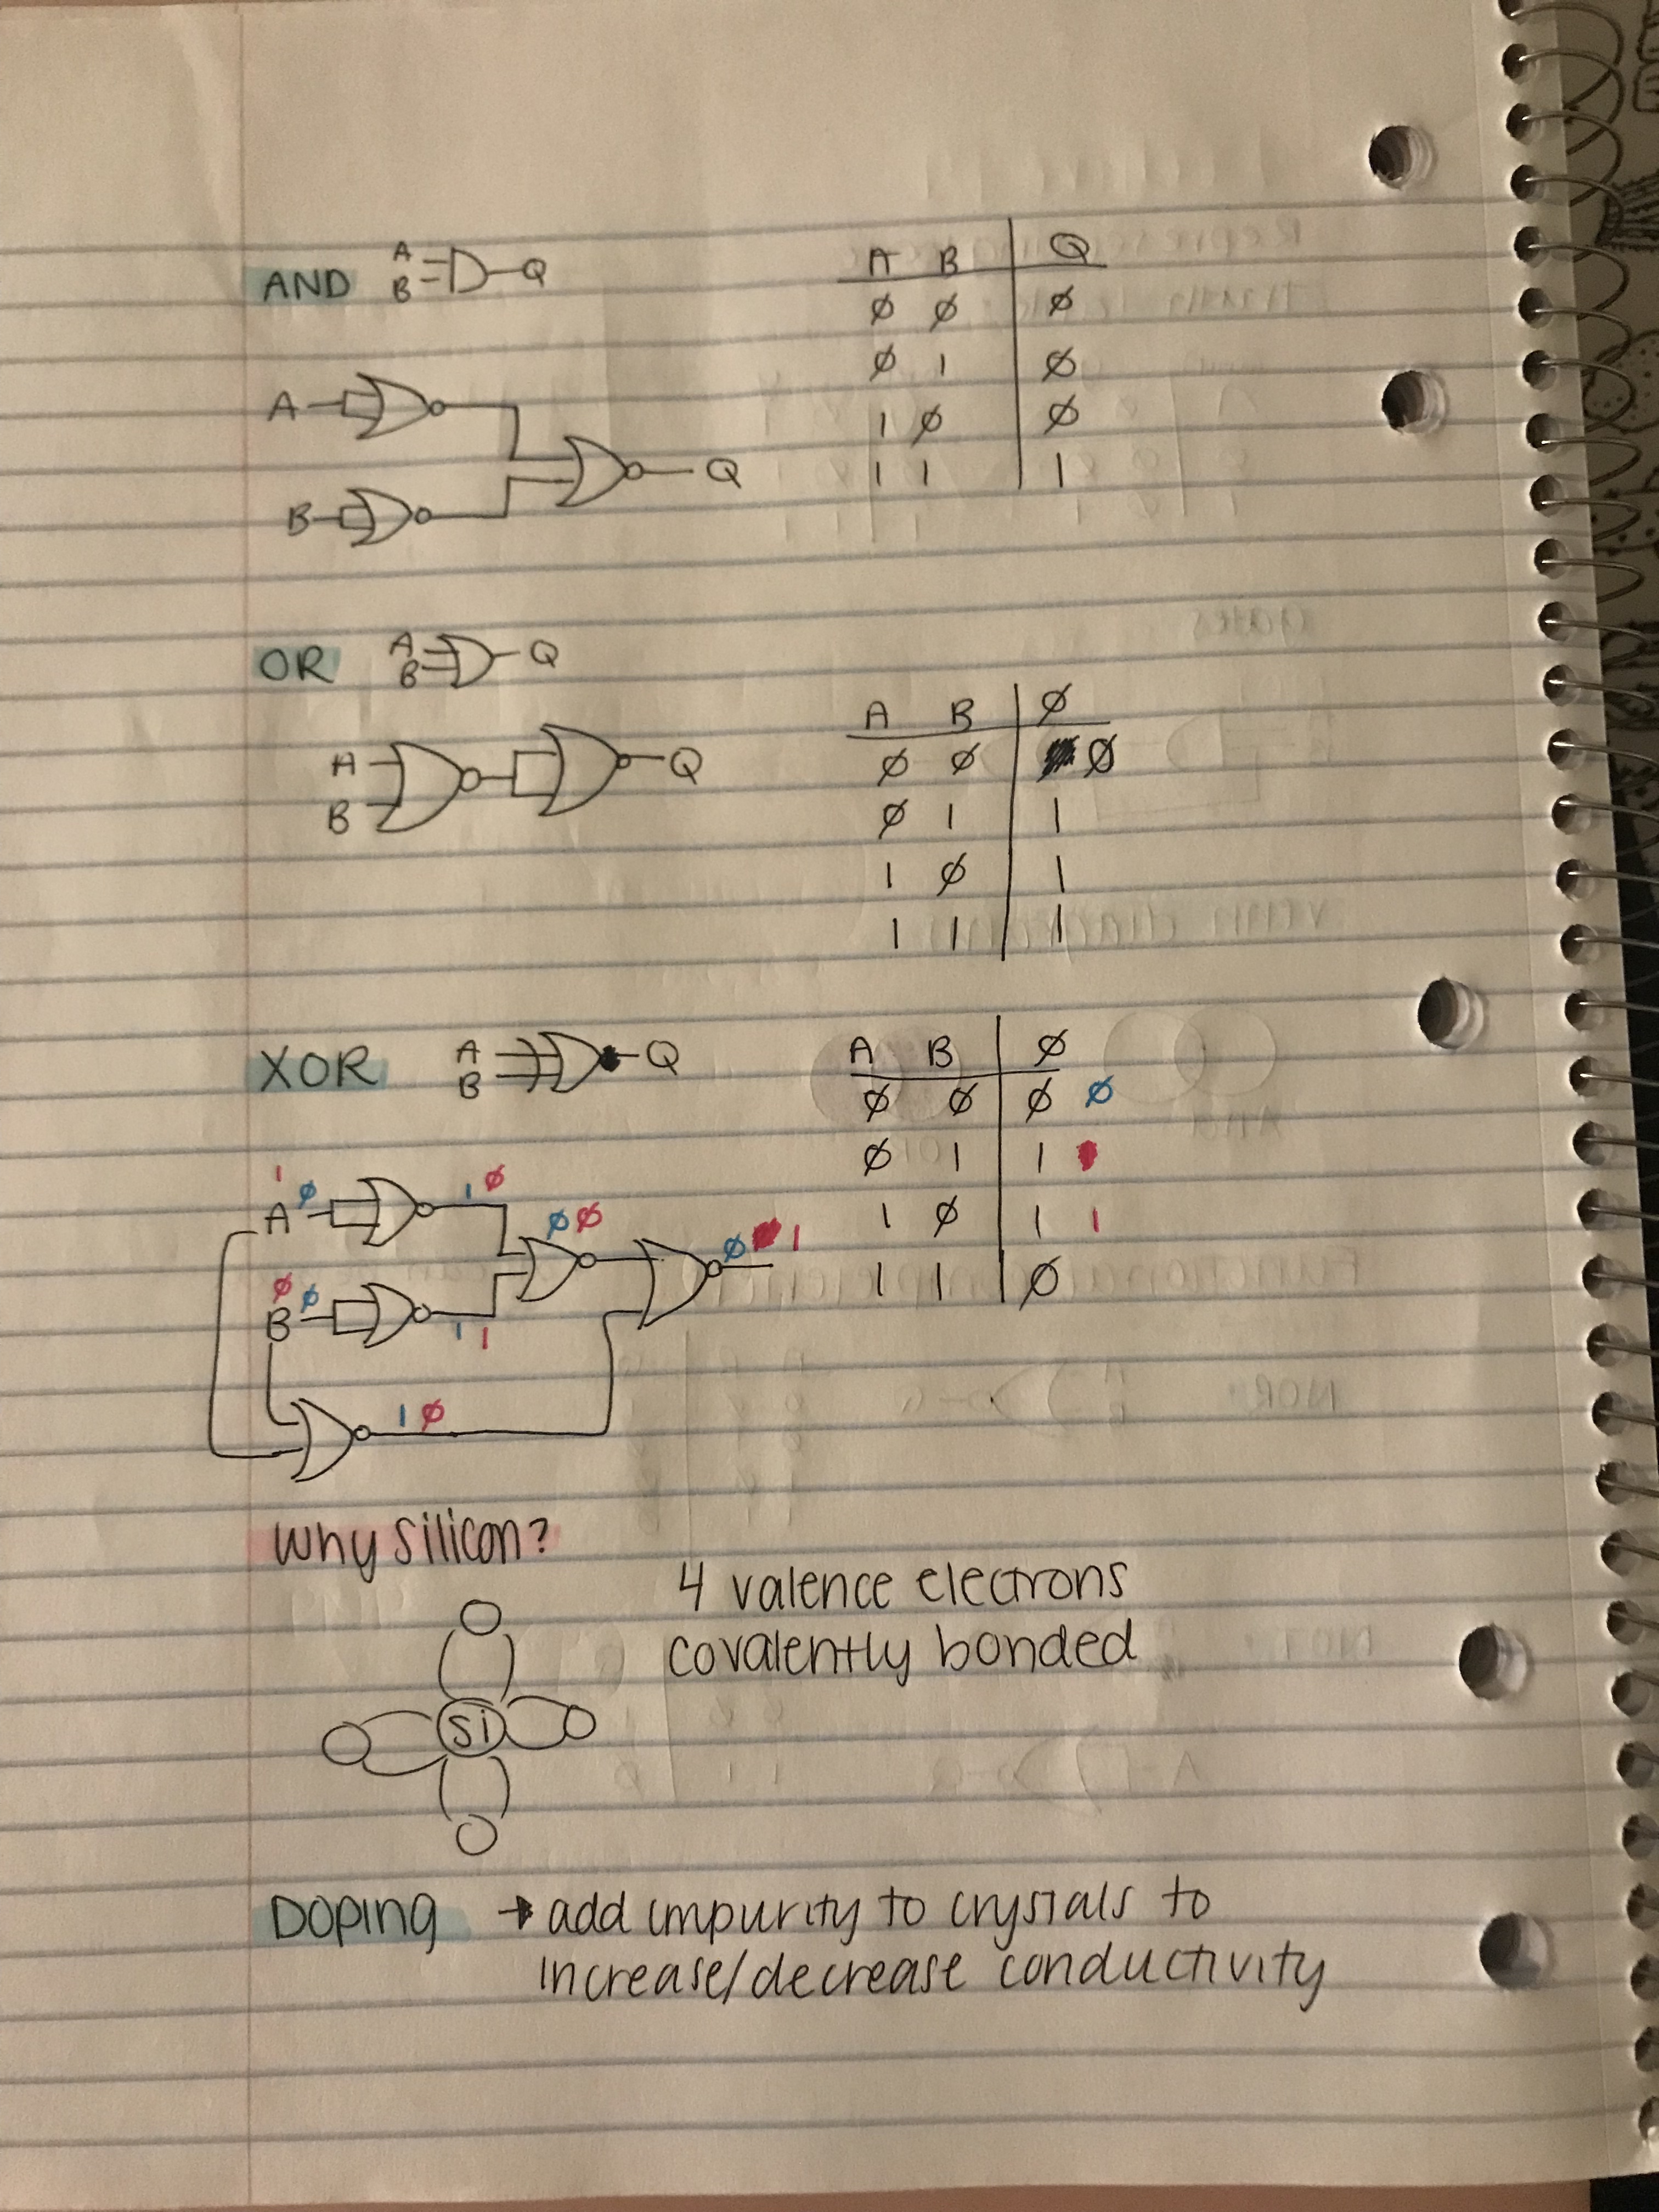 AND A B Q
A B Q
Ø Ø Ø
Ø 1 Ø
1 Ø Ø
1 1 1
A
B
Q
OR A B Q
A B Ø
Ø Ø Ø
Ø 1 1
1 Ø 1
1 1 1
A
B
Q
XOR A B Q
A B Ø
Ø Ø Ø Ø
Ø 1 1
1 Ø 1 1
1 1 Ø
1 Ø 1 Ø
A
Ø Ø Ø 1
Ø Ø
B
1 1
1 Ø
Why silicon?
4 valence electrons
covalently bonded
Si
Doping → add impurity to crystals to
increase/decrease conductivity